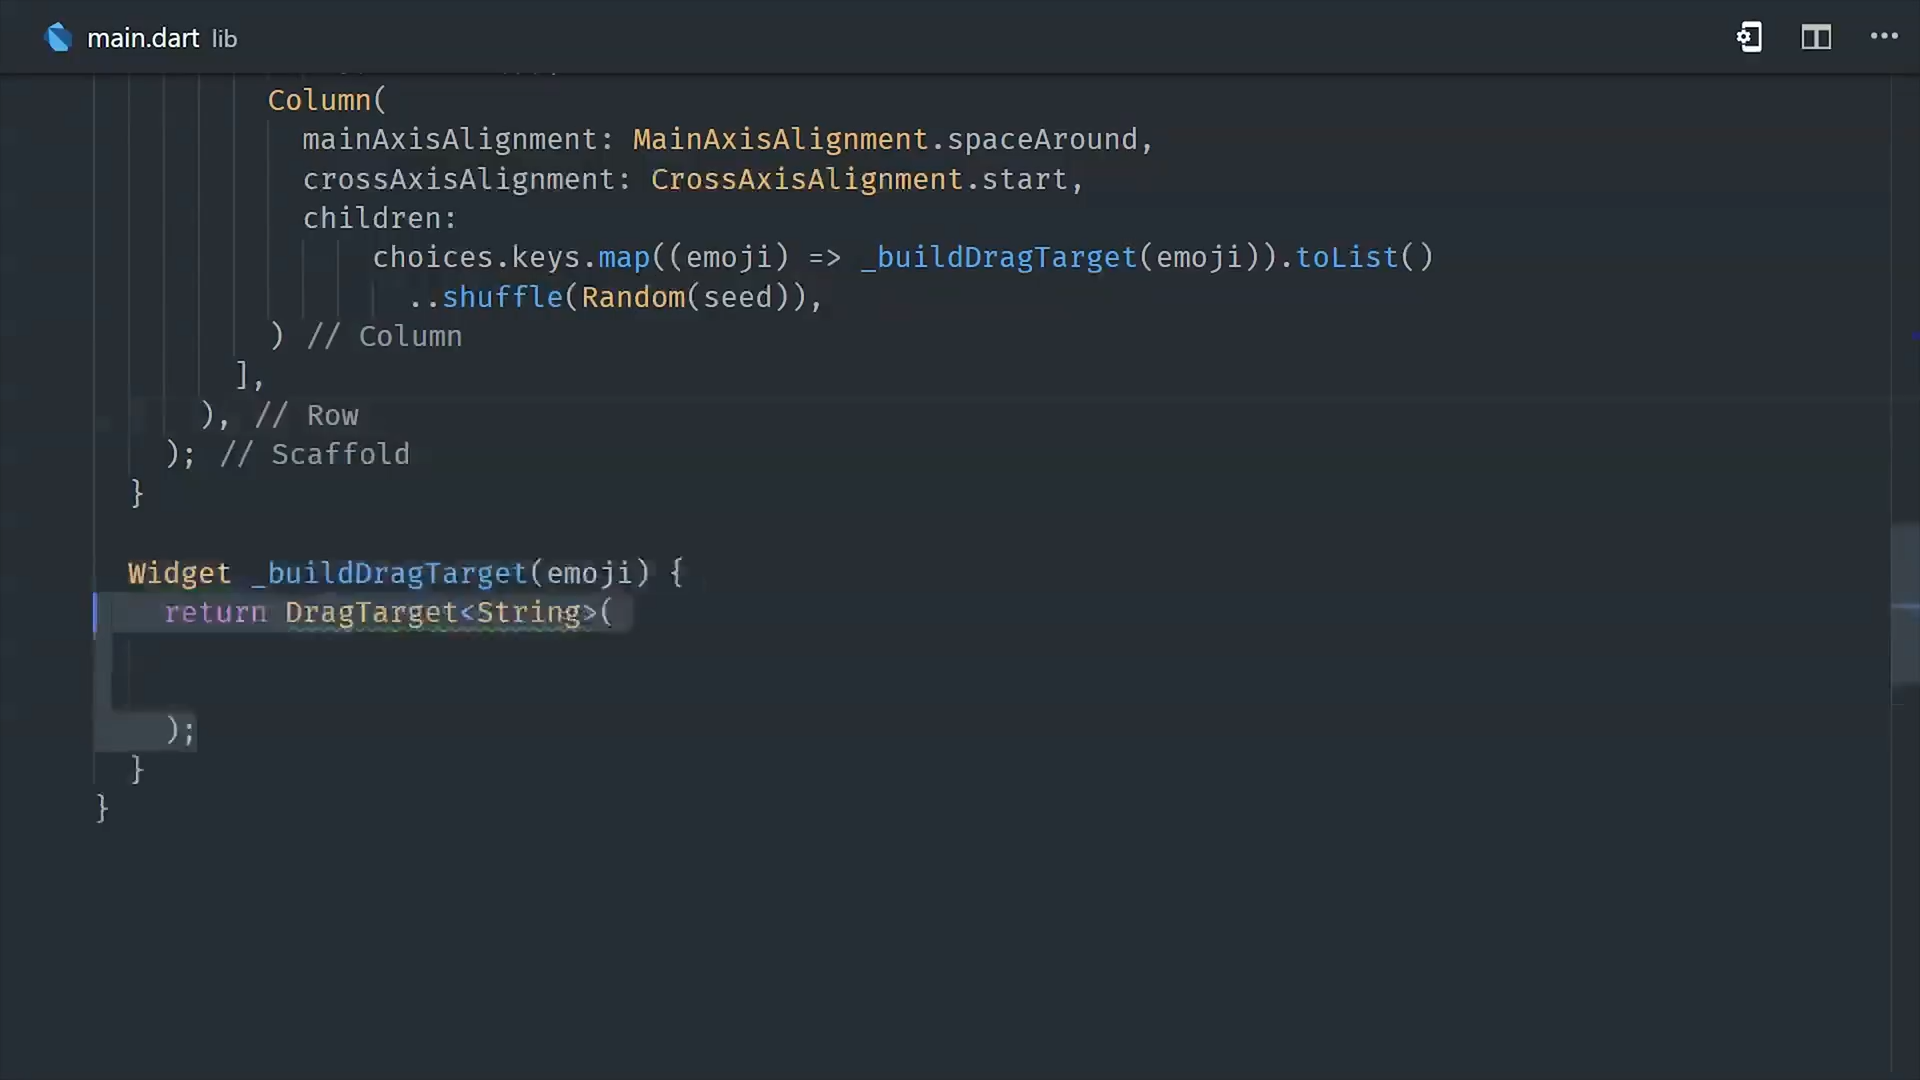 main.dart lib
Column(
mainAxisAlignment: MainAxisAlignment.spaceAround,
crossAxisAlignment: CrossAxisAlignment.start,
children:
choices.keys.map((emoji) => _buildDragTarget(emoji)).toList()
..shuffle(Random(seed)),
) // Column
],
), // Row
); // Scaffold
}
Widget _buildDragTarget(emoji) {
return DragTarget<String>(
);
}
}